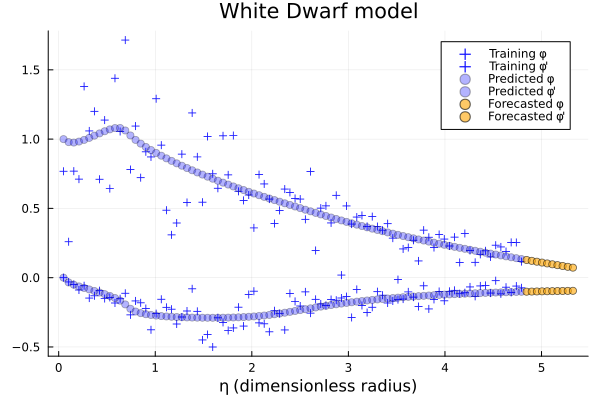 White Dwarf model
Training φ
Training φ'
Predicted φ
Predicted φ'
Forecasted φ
Forecasted φ'
1.5
1.0
0.5
0.0
−0.5
0 1 2 3 4 5
η (dimensionless radius)